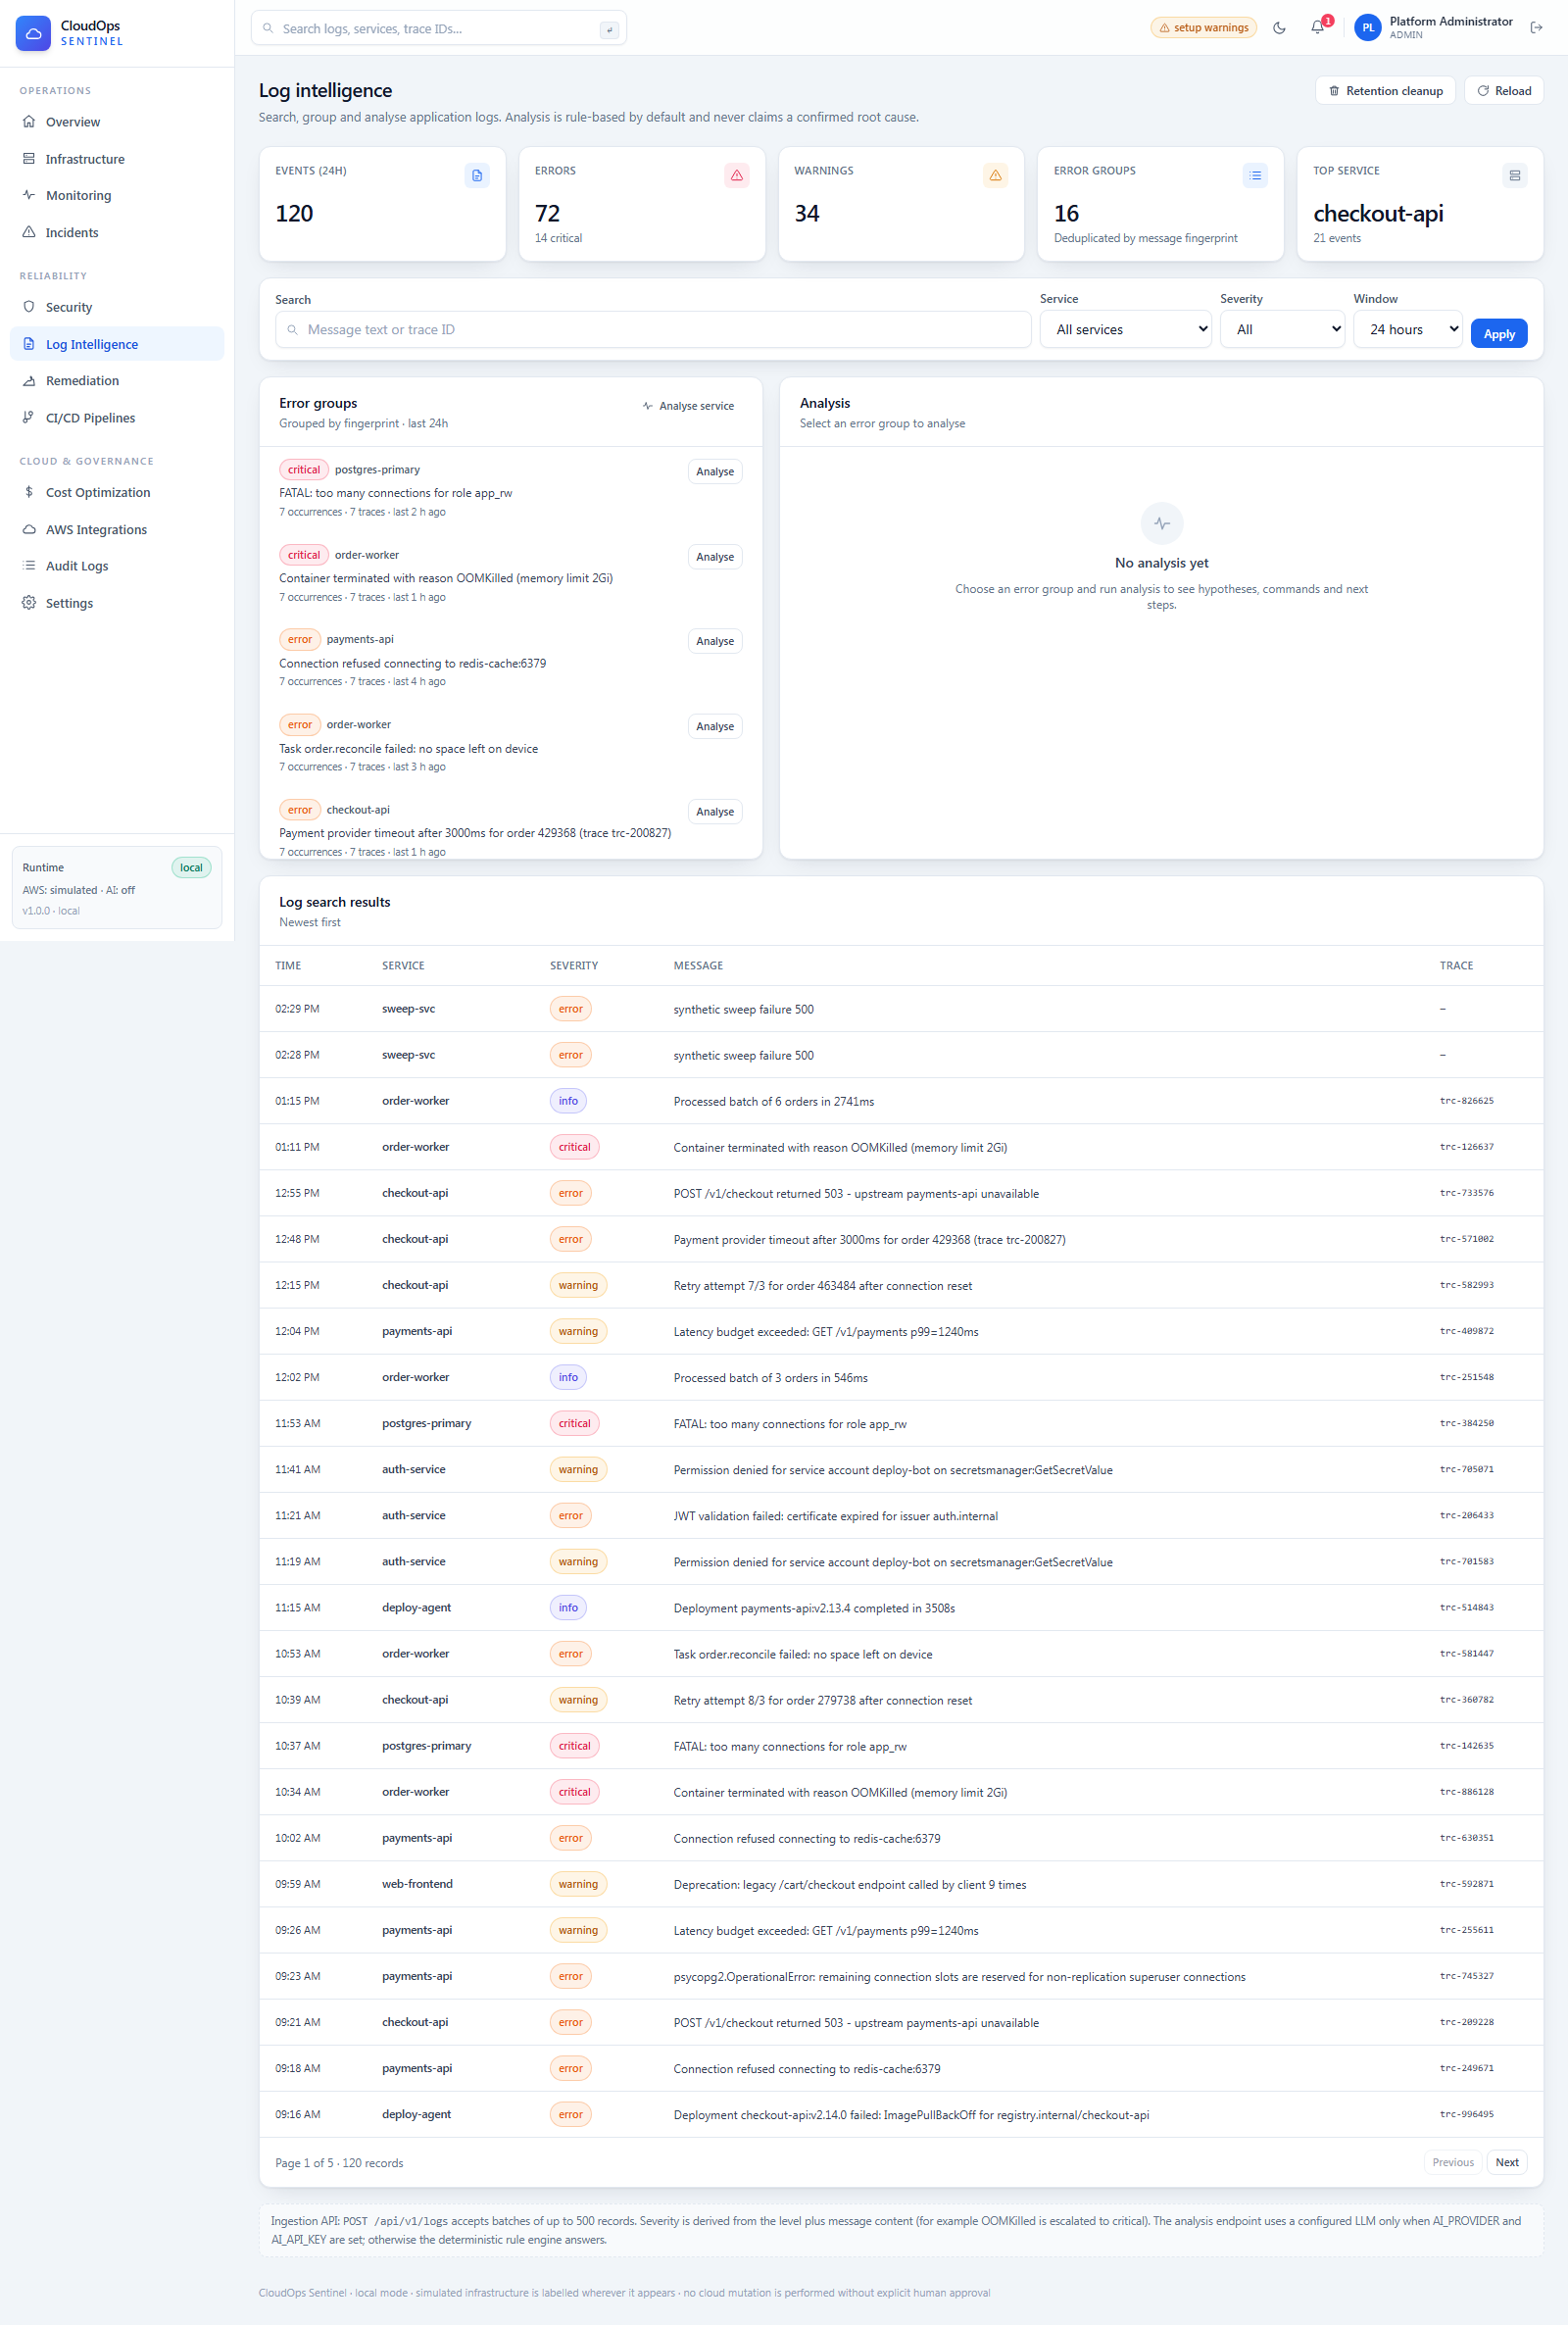 CloudOps
SENTINEL
OPERATIONS
Overview
Infrastructure
Monitoring
Incidents
RELIABILITY
Security
Log Intelligence
Remediation
CI/CD Pipelines
CLOUD & GOVERNANCE
Cost Optimization
AWS Integrations
Audit Logs
Settings
Runtime local
AWS: simulated · AI: off
v1.0.0 · local
Search logs, services, trace IDs...
setup warnings
1
PL
Platform Administrator
ADMIN
Log intelligence
Search, group and analyse application logs. Analysis is rule-based by default and never claims a confirmed root cause.
Retention cleanup
Reload
EVENTS (24H)
120
ERRORS
72
14 critical
WARNINGS
34
ERROR GROUPS
16
Deduplicated by message fingerprint
TOP SERVICE
checkout-api
21 events
Search
Message text or trace ID
Service
All services
Severity
All
Window
24 hours
Apply
Error groups
Grouped by fingerprint · last 24h
Analyse service
critical postgres-primary Analyse
FATAL: too many connections for role app_rw
7 occurrences · 7 traces · last 2 h ago
critical order-worker Analyse
Container terminated with reason OOMKilled (memory limit 2Gi)
7 occurrences · 7 traces · last 1 h ago
error payments-api Analyse
Connection refused connecting to redis-cache:6379
7 occurrences · 7 traces · last 4 h ago
error order-worker Analyse
Task order.reconcile failed: no space left on device
7 occurrences · 7 traces · last 3 h ago
error checkout-api Analyse
Payment provider timeout after 3000ms for order 429368 (trace trc-200827)
7 occurrences · 7 traces · last 1 h ago
Analysis
Select an error group to analyse
No analysis yet
Choose an error group and run analysis to see hypotheses, commands and next
steps.
Log search results
Newest first
TIME SERVICE SEVERITY MESSAGE TRACE
02:29 PM sweep-svc error synthetic sweep failure 500 –
02:28 PM sweep-svc error synthetic sweep failure 500 –
01:15 PM order-worker info Processed batch of 6 orders in 2741ms trc-826625
01:11 PM order-worker critical Container terminated with reason OOMKilled (memory limit 2Gi) trc-126637
12:55 PM checkout-api error POST /v1/checkout returned 503 - upstream payments-api unavailable trc-733576
12:48 PM checkout-api error Payment provider timeout after 3000ms for order 429368 (trace trc-200827) trc-571002
12:15 PM checkout-api warning Retry attempt 7/3 for order 463484 after connection reset trc-582993
12:04 PM payments-api warning Latency budget exceeded: GET /v1/payments p99=1240ms trc-409872
12:02 PM order-worker info Processed batch of 3 orders in 546ms trc-251548
11:53 AM postgres-primary critical FATAL: too many connections for role app_rw trc-384250
11:41 AM auth-service warning Permission denied for service account deploy-bot on secretsmanager:GetSecretValue trc-705071
11:21 AM auth-service error JWT validation failed: certificate expired for issuer auth.internal trc-206433
11:19 AM auth-service warning Permission denied for service account deploy-bot on secretsmanager:GetSecretValue trc-701583
11:15 AM deploy-agent info Deployment payments-api:v2.13.4 completed in 3508s trc-514843
10:53 AM order-worker error Task order.reconcile failed: no space left on device trc-581447
10:39 AM checkout-api warning Retry attempt 8/3 for order 279738 after connection reset trc-360782
10:37 AM postgres-primary critical FATAL: too many connections for role app_rw trc-142635
10:34 AM order-worker critical Container terminated with reason OOMKilled (memory limit 2Gi) trc-886128
10:02 AM payments-api error Connection refused connecting to redis-cache:6379 trc-630351
09:59 AM web-frontend warning Deprecation: legacy /cart/checkout endpoint called by client 9 times trc-592871
09:26 AM payments-api warning Latency budget exceeded: GET /v1/payments p99=1240ms trc-255611
09:23 AM payments-api error psycopg2.OperationalError: remaining connection slots are reserved for non-replication superuser connections trc-745327
09:21 AM checkout-api error POST /v1/checkout returned 503 - upstream payments-api unavailable trc-209228
09:18 AM payments-api error Connection refused connecting to redis-cache:6379 trc-249671
09:16 AM deploy-agent error Deployment checkout-api:v2.14.0 failed: ImagePullBackOff for registry.internal/checkout-api trc-996495
Page 1 of 5 · 120 records
Previous Next
Ingestion API: POST /api/v1/logs accepts batches of up to 500 records. Severity is derived from the level plus message content (for example OOMKilled is escalated to critical). The analysis endpoint uses a configured LLM only when AI_PROVIDER and
AI_API_KEY are set; otherwise the deterministic rule engine answers.
CloudOps Sentinel · local mode · simulated infrastructure is labelled wherever it appears · no cloud mutation is performed without explicit human approval